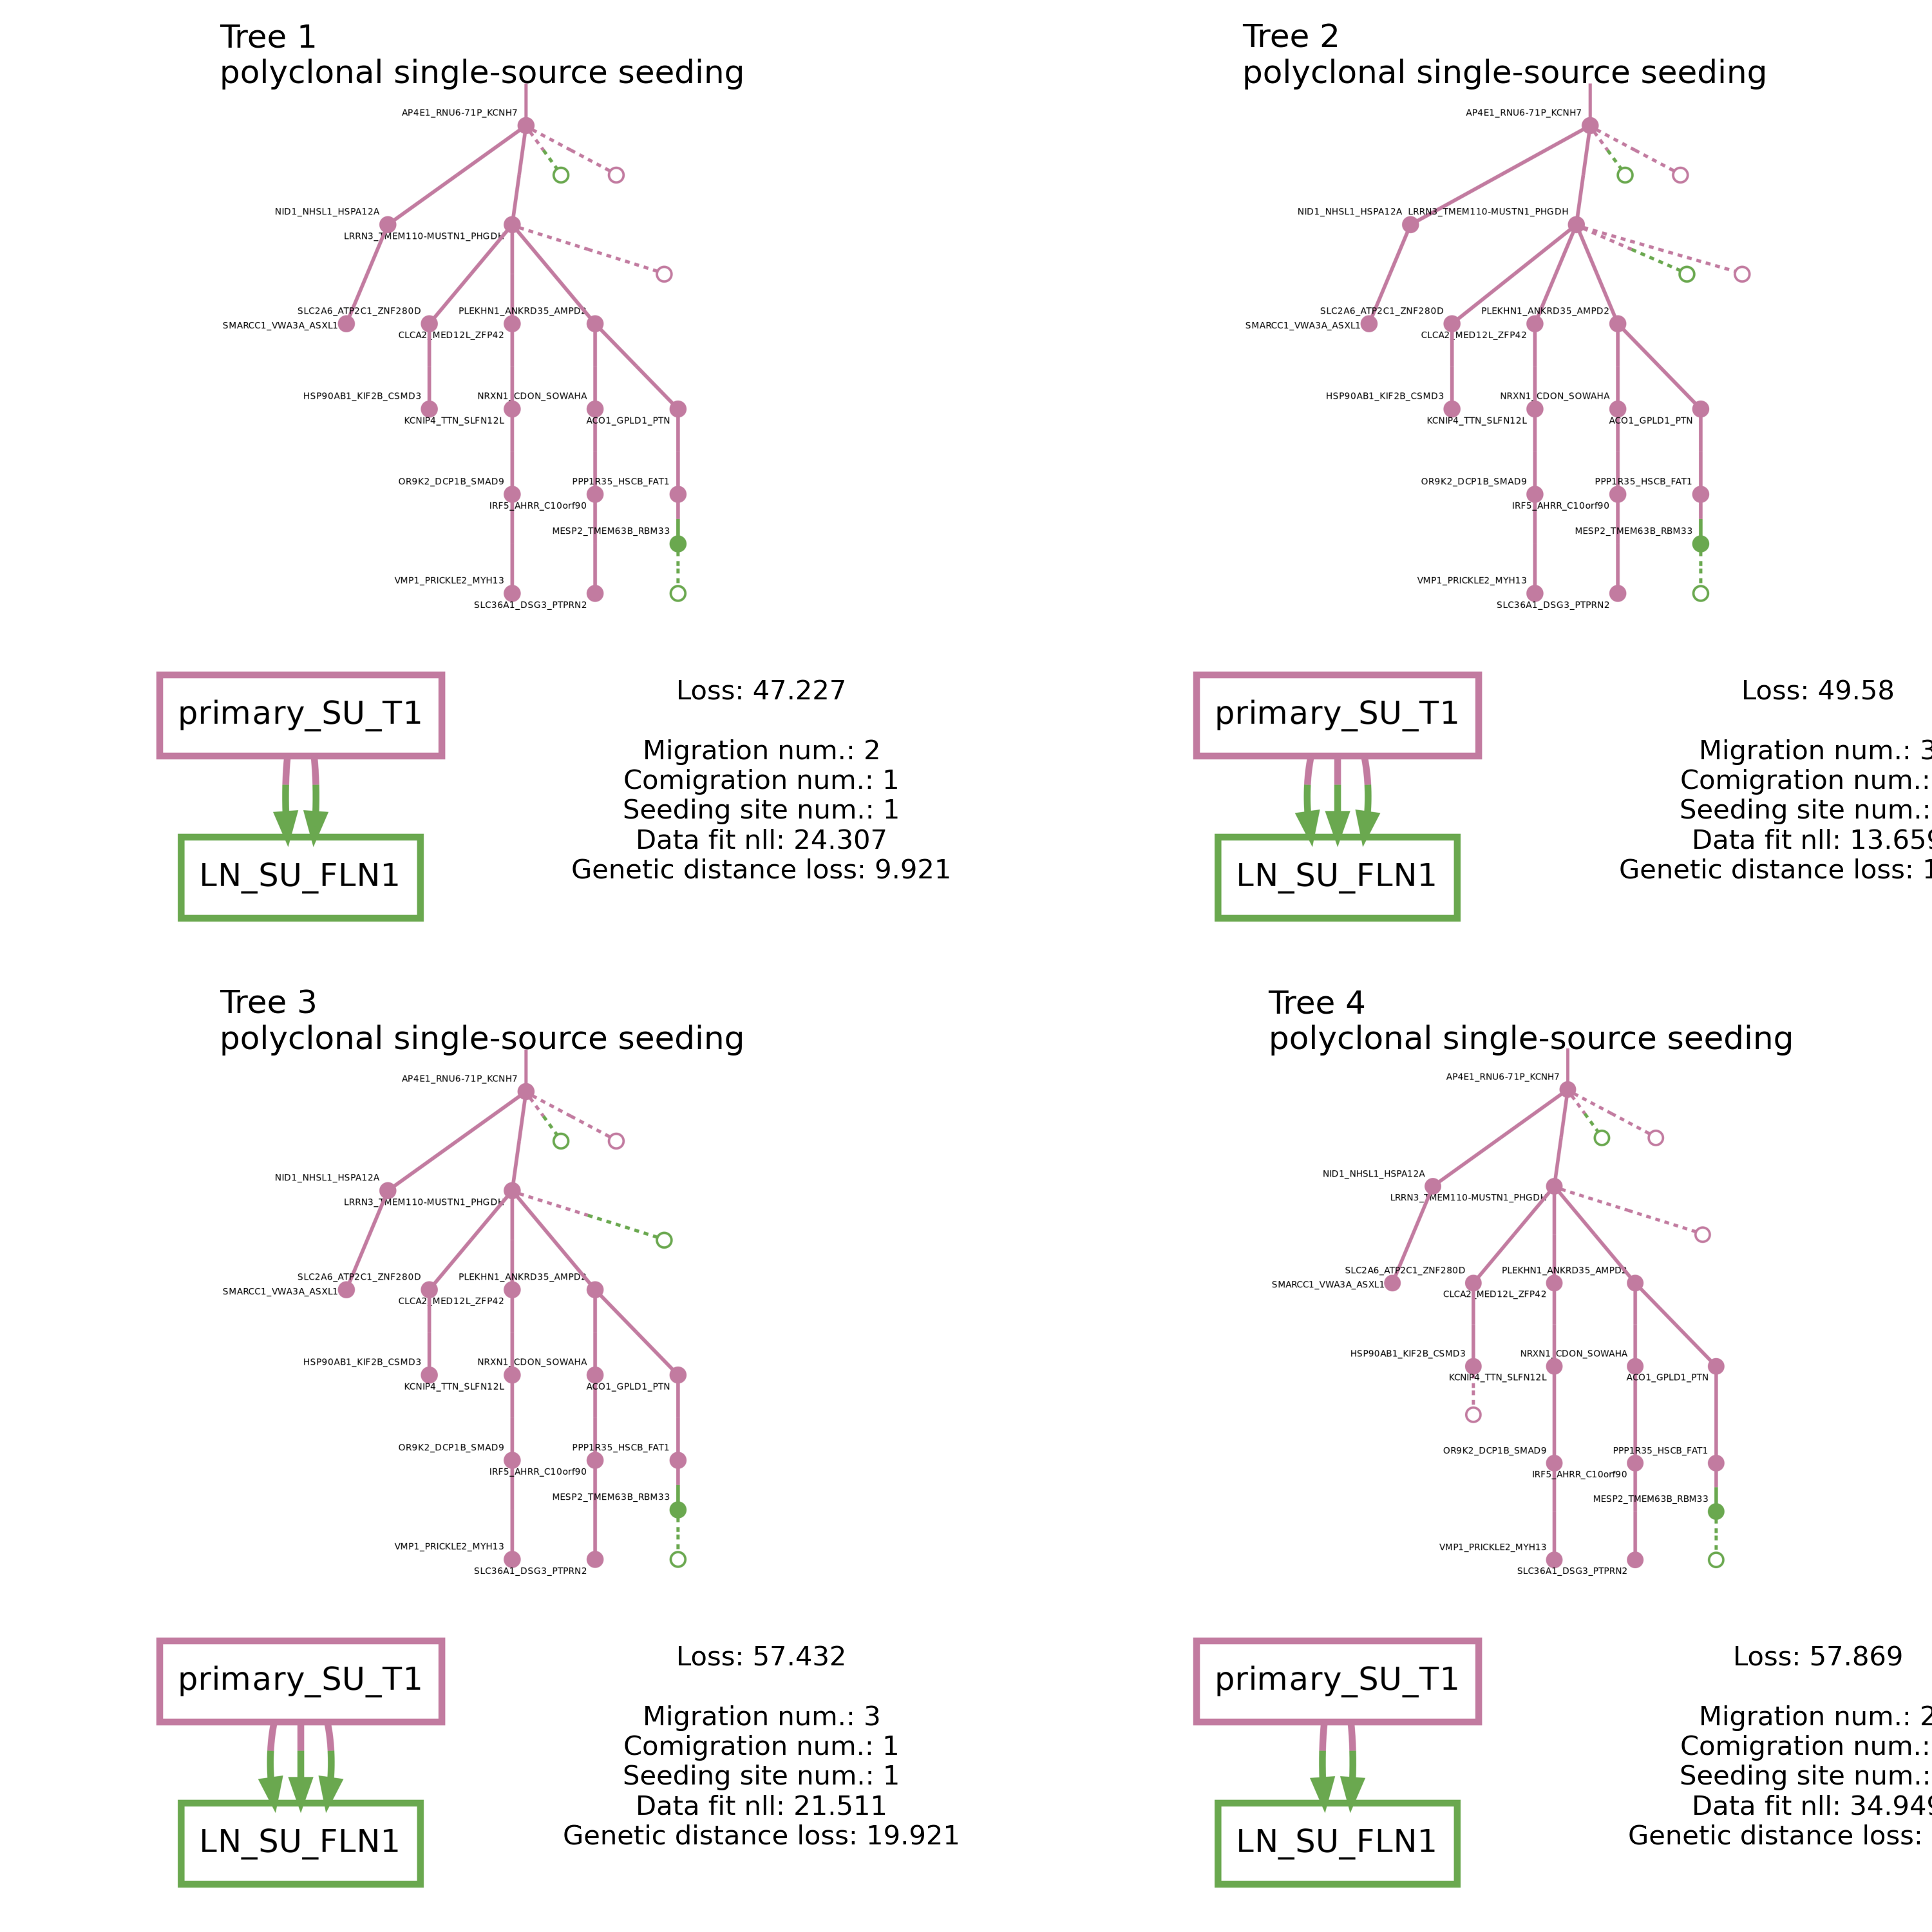 Tree 1
polyclonal single-source seeding
AP4E1_RNU6-71P_KCNH7
NID1_NHSL1_HSPA12A
LRRN3_TMEM110-MUSTN1_PHGDH
SLC2A6_ATP2C1_ZNF280D
PLEKHN1_ANKRD35_AMPD2
SMARCC1_VWA3A_ASXL1
CLCA2_MED12L_ZFP42
HSP90AB1_KIF2B_CSMD3
NRXN1_CDON_SOWAHA
KCNIP4_TTN_SLFN12L
ACO1_GPLD1_PTN
OR9K2_DCP1B_SMAD9
PPP1R35_HSCB_FAT1
IRF5_AHRR_C10orf90
MESP2_TMEM63B_RBM33
VMP1_PRICKLE2_MYH13
SLC36A1_DSG3_PTPRN2
primary_SU_T1
LN_SU_FLN1
Loss: 47.227
Migration num.: 2
Comigration num.: 1
Seeding site num.: 1
Data fit nll: 24.307
Genetic distance loss: 9.921
Tree 2
polyclonal single-source seeding
AP4E1_RNU6-71P_KCNH7
NID1_NHSL1_HSPA12A
LRRN3_TMEM110-MUSTN1_PHGDH
SLC2A6_ATP2C1_ZNF280D
PLEKHN1_ANKRD35_AMPD2
SMARCC1_VWA3A_ASXL1
CLCA2_MED12L_ZFP42
HSP90AB1_KIF2B_CSMD3
NRXN1_CDON_SOWAHA
KCNIP4_TTN_SLFN12L
ACO1_GPLD1_PTN
OR9K2_DCP1B_SMAD9
PPP1R35_HSCB_FAT1
IRF5_AHRR_C10orf90
MESP2_TMEM63B_RBM33
VMP1_PRICKLE2_MYH13
SLC36A1_DSG3_PTPRN2
primary_SU_T1
LN_SU_FLN1
Loss: 49.58
Migration num.: 3
Comigration num.:
Seeding site num.:
Data fit nll: 13.659
Genetic distance loss: 1
Tree 3
polyclonal single-source seeding
AP4E1_RNU6-71P_KCNH7
NID1_NHSL1_HSPA12A
LRRN3_TMEM110-MUSTN1_PHGDH
SLC2A6_ATP2C1_ZNF280D
PLEKHN1_ANKRD35_AMPD2
SMARCC1_VWA3A_ASXL1
CLCA2_MED12L_ZFP42
HSP90AB1_KIF2B_CSMD3
NRXN1_CDON_SOWAHA
KCNIP4_TTN_SLFN12L
ACO1_GPLD1_PTN
OR9K2_DCP1B_SMAD9
PPP1R35_HSCB_FAT1
IRF5_AHRR_C10orf90
MESP2_TMEM63B_RBM33
VMP1_PRICKLE2_MYH13
SLC36A1_DSG3_PTPRN2
primary_SU_T1
LN_SU_FLN1
Loss: 57.432
Migration num.: 3
Comigration num.: 1
Seeding site num.: 1
Data fit nll: 21.511
Genetic distance loss: 19.921
Tree 4
polyclonal single-source seeding
AP4E1_RNU6-71P_KCNH7
NID1_NHSL1_HSPA12A
LRRN3_TMEM110-MUSTN1_PHGDH
SLC2A6_ATP2C1_ZNF280D
PLEKHN1_ANKRD35_AMPD2
SMARCC1_VWA3A_ASXL1
CLCA2_MED12L_ZFP42
HSP90AB1_KIF2B_CSMD3
NRXN1_CDON_SOWAHA
KCNIP4_TTN_SLFN12L
ACO1_GPLD1_PTN
OR9K2_DCP1B_SMAD9
PPP1R35_HSCB_FAT1
IRF5_AHRR_C10orf90
MESP2_TMEM63B_RBM33
VMP1_PRICKLE2_MYH13
SLC36A1_DSG3_PTPRN2
primary_SU_T1
LN_SU_FLN1
Loss: 57.869
Migration num.: 2
Comigration num.:
Seeding site num.:
Data fit nll: 34.949
Genetic distance loss: